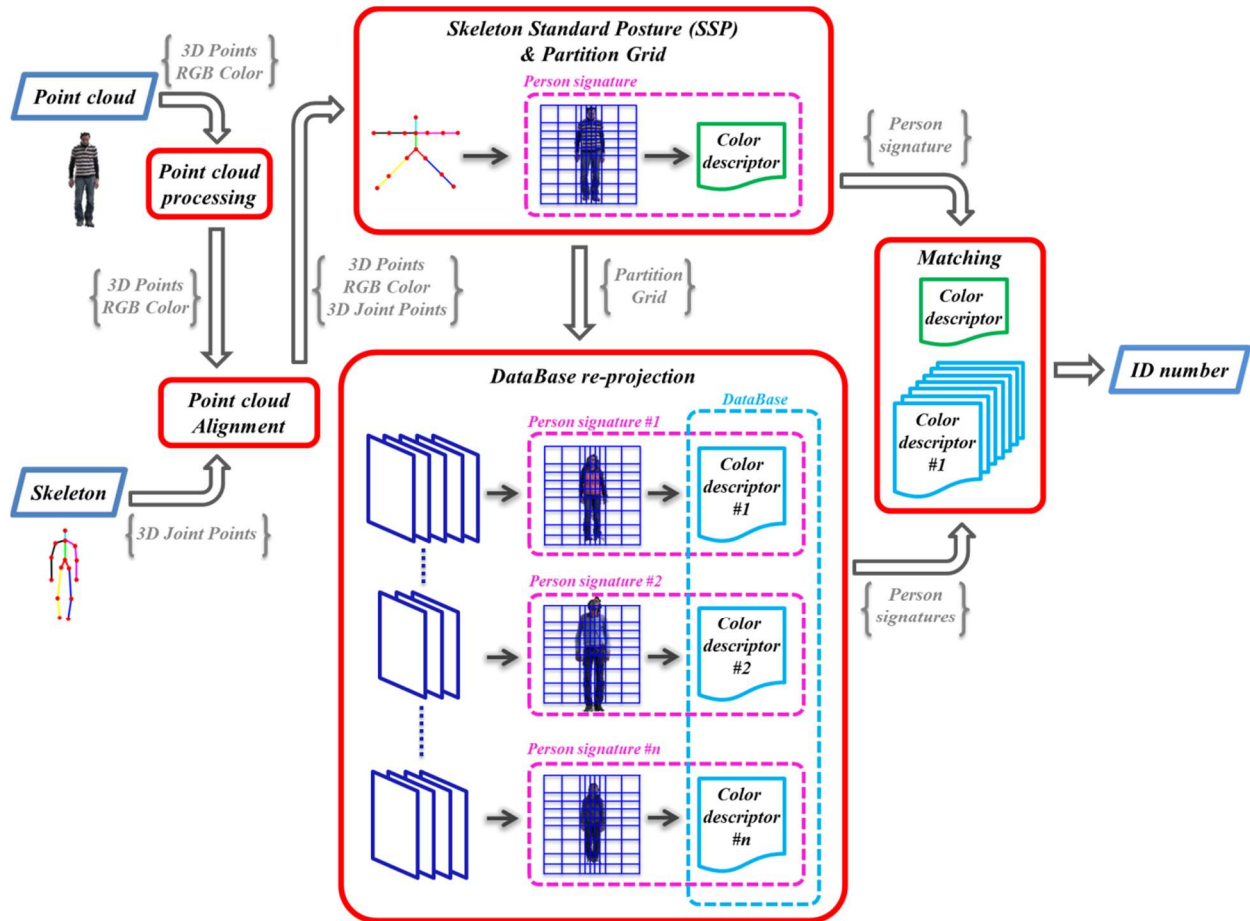 Skeleton Standard Posture (SSP)
& Partition Grid
3D Points
RGB Color
Point cloud
Person signature
Color
descriptor
Person
signature
Point cloud
processing
3D Points
RGB Color
3D Points
RGB Color
3D Joint Points
Partition
Grid
Matching
Color
descriptor
Color
descriptor
#1
ID number
Point cloud
Alignment
Skeleton
3D Joint Points
DataBase re-projection
DataBase
Person signature #1
Color
descriptor
#1
Person signature #2
Color
descriptor
#2
Person
signatures
Person signature #n
Color
descriptor
#n